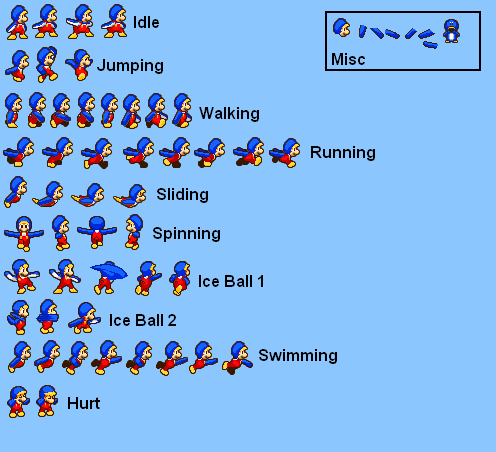 Idle
Misc
Jumping
Walking
Running
Sliding
Spinning
Ice Ball 1
Ice Ball 2
Swimming
Hurt